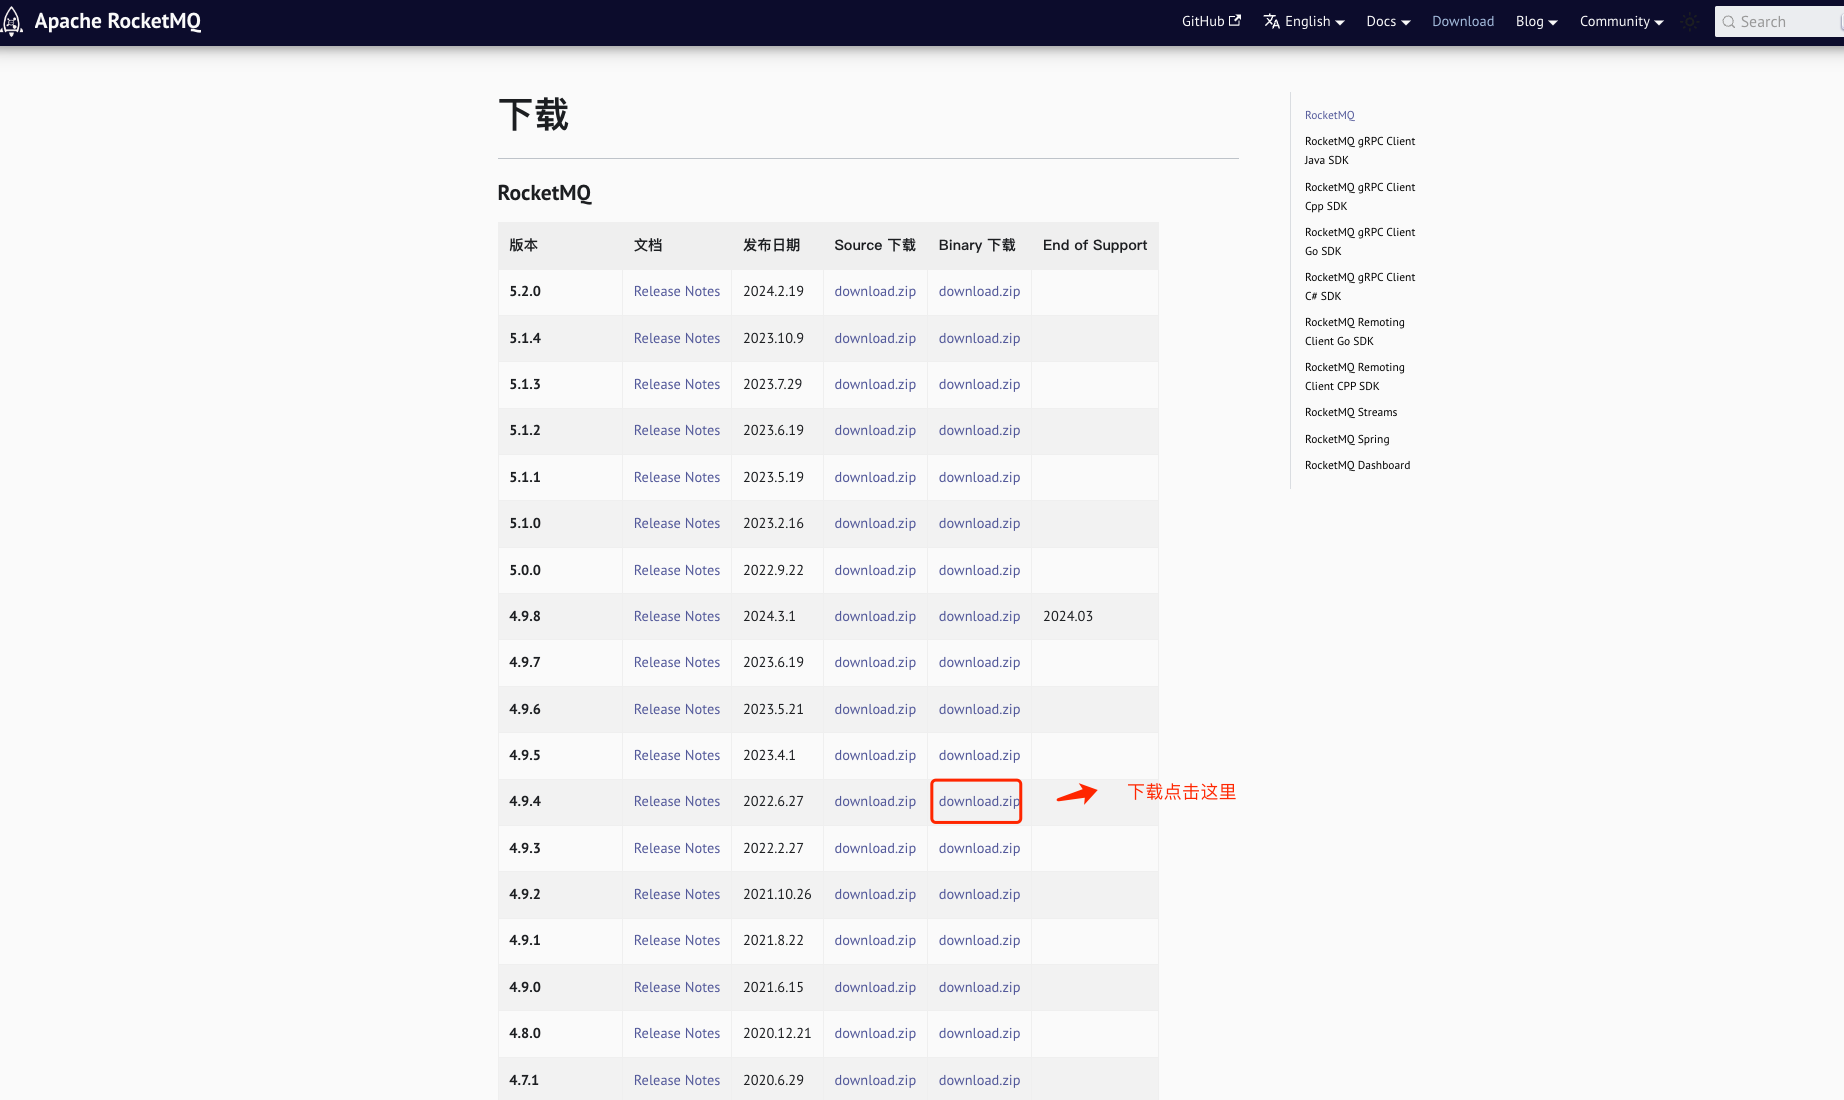 Apache RocketMQ
GitHub English Docs Download Blog Community Search
下载
RocketMQ
版本 文档 发布日期 Source 下载 Binary 下载 End of Support
5.2.0 Release Notes 2024.2.19 download.zip download.zip
5.1.4 Release Notes 2023.10.9 download.zip download.zip
5.1.3 Release Notes 2023.7.29 download.zip download.zip
5.1.2 Release Notes 2023.6.19 download.zip download.zip
5.1.1 Release Notes 2023.5.19 download.zip download.zip
5.1.0 Release Notes 2023.2.16 download.zip download.zip
5.0.0 Release Notes 2022.9.22 download.zip download.zip
4.9.8 Release Notes 2024.3.1 download.zip download.zip 2024.03
4.9.7 Release Notes 2023.6.19 download.zip download.zip
4.9.6 Release Notes 2023.5.21 download.zip download.zip
4.9.5 Release Notes 2023.4.1 download.zip download.zip
4.9.4 Release Notes 2022.6.27 download.zip download.zip 下载点击这里
4.9.3 Release Notes 2022.2.27 download.zip download.zip
4.9.2 Release Notes 2021.10.26 download.zip download.zip
4.9.1 Release Notes 2021.8.22 download.zip download.zip
4.9.0 Release Notes 2021.6.15 download.zip download.zip
4.8.0 Release Notes 2020.12.21 download.zip download.zip
4.7.1 Release Notes 2020.6.29 download.zip download.zip
RocketMQ
RocketMQ gRPC Client
Java SDK
RocketMQ gRPC Client
Cpp SDK
RocketMQ gRPC Client
Go SDK
RocketMQ gRPC Client
C# SDK
RocketMQ Remoting
Client Go SDK
RocketMQ Remoting
Client CPP SDK
RocketMQ Streams
RocketMQ Spring
RocketMQ Dashboard